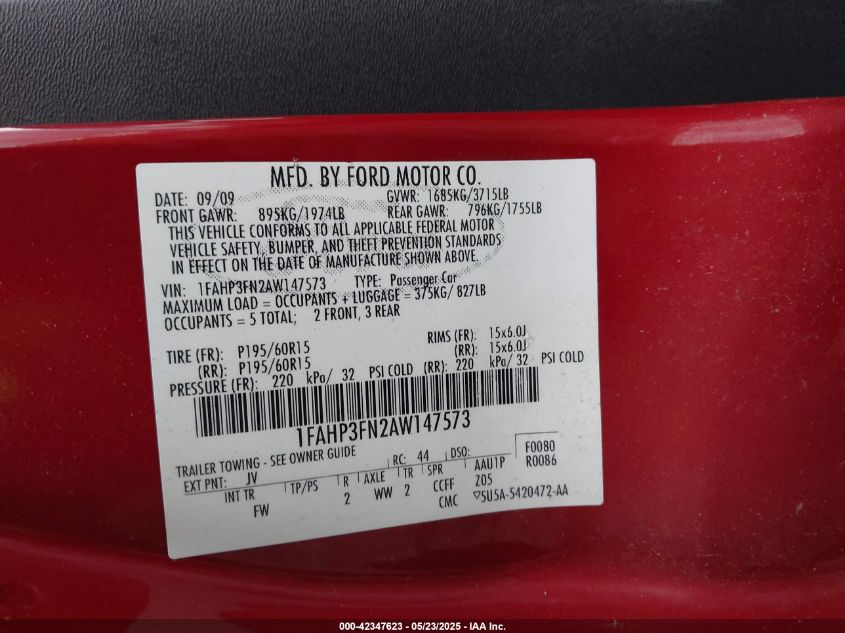 MFD. BY FORD MOTOR CO.
DATE: 09/09 GVWR: 1685KG/3715LB
FRONT GAWR: 895KG/1974LB REAR GAWR: 796KG/1755LB
THIS VEHICLE CONFORMS TO ALL APPLICABLE FEDERAL MOTOR
VEHICLE SAFETY, BUMPER, AND THEFT PREVENTION STANDARDS
IN EFFECT ON THE DATE OF MANUFACTURE SHOWN ABOVE.
VIN: 1FAHP3FN2AW147573 TYPE: Passenger Car
MAXIMUM LOAD = OCCUPANTS + LUGGAGE = 375KG/ 827LB
OCCUPANTS = 5 TOTAL; 2 FRONT, 3 REAR
TIRE (FR): P195/60R15 RIMS (FR): 15x6.0J
(RR): P195/60R15 (RR): 15x6.0J
PRESSURE (FR): 220 kPa/ 32 PSI COLD (RR): 220 kPa/ 32 PSI COLD
1FAHP3FN2AW147573
TRAILER TOWING - SEE OWNER GUIDE RC: 44 DSO: F0080
EXT PNT: JV R0086
INT TR TP/PS R AXLE TR SPR AAU1P
FW 2 WW 2 CCFF Z05
CMC ▽5U5A-5420472-AA
000-42347623 - 05/23/2025 - IAA Inc.